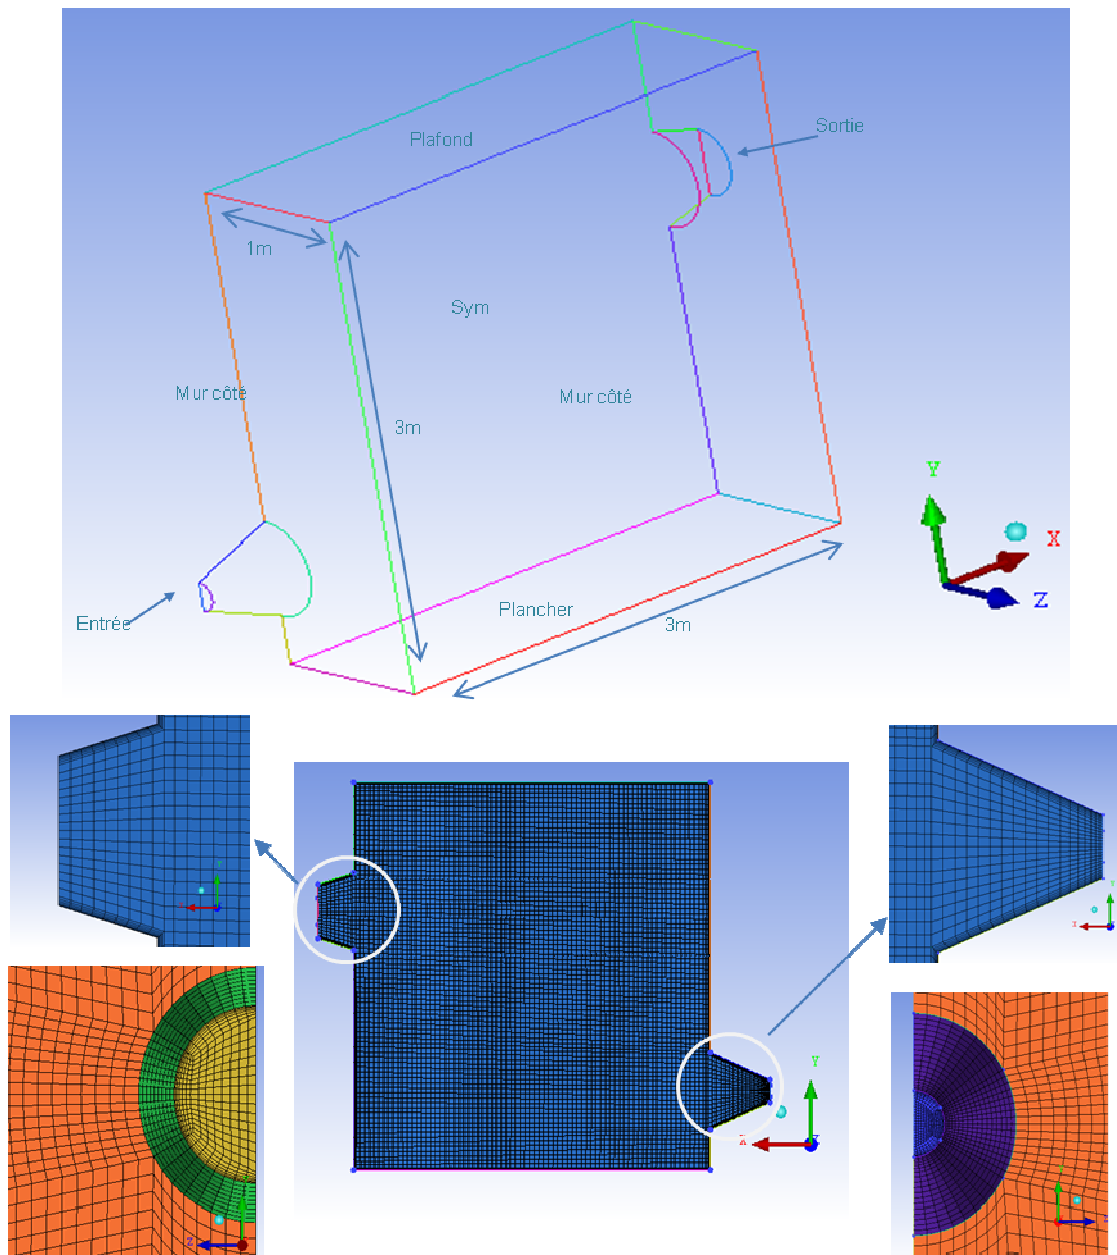 Plafond
Sortie
1m
Sym
Mur côté
Mur côté
3m
Y
X
Z
Entrée
Plancher
3m
Y
X